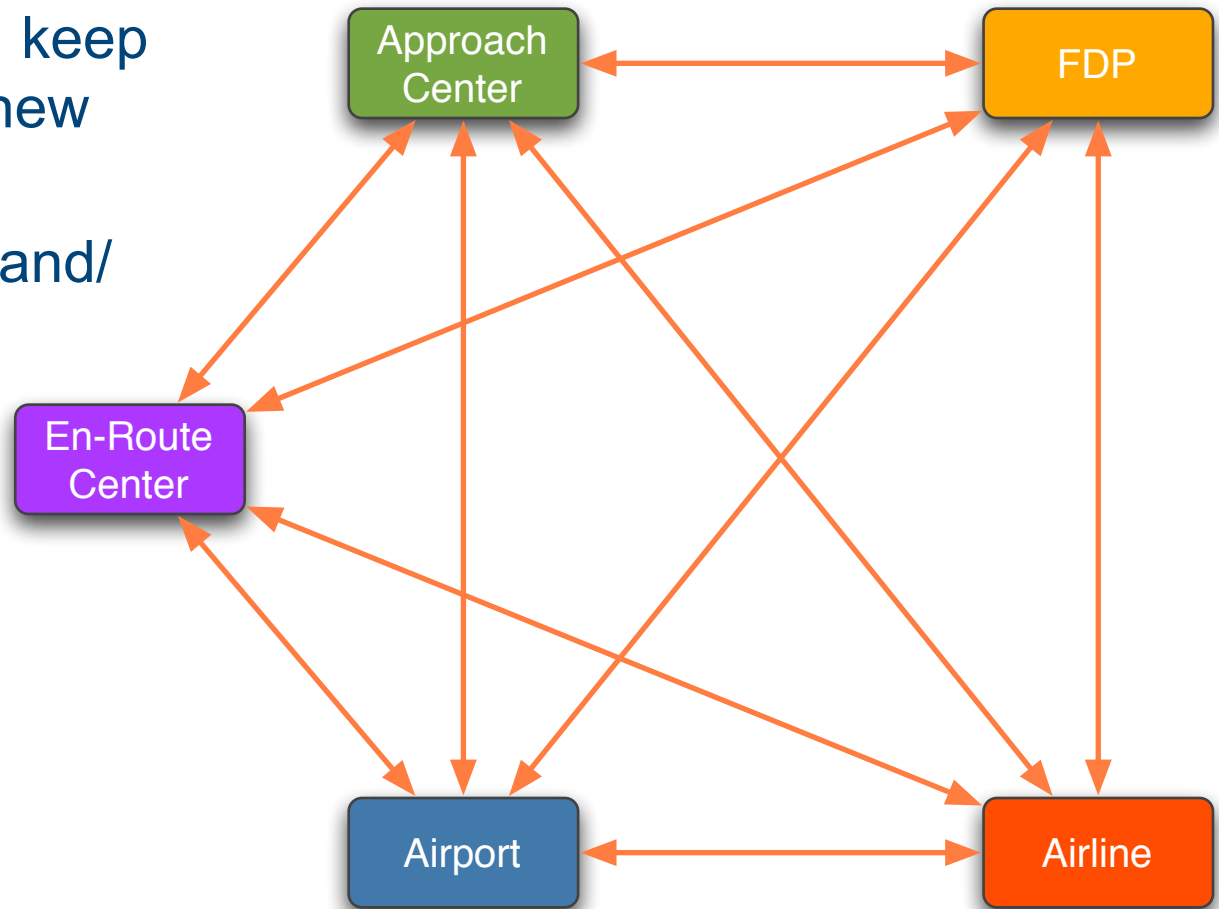 keep
new
and/
Approach
Center
FDP
En-Route
Center
Airport
Airline